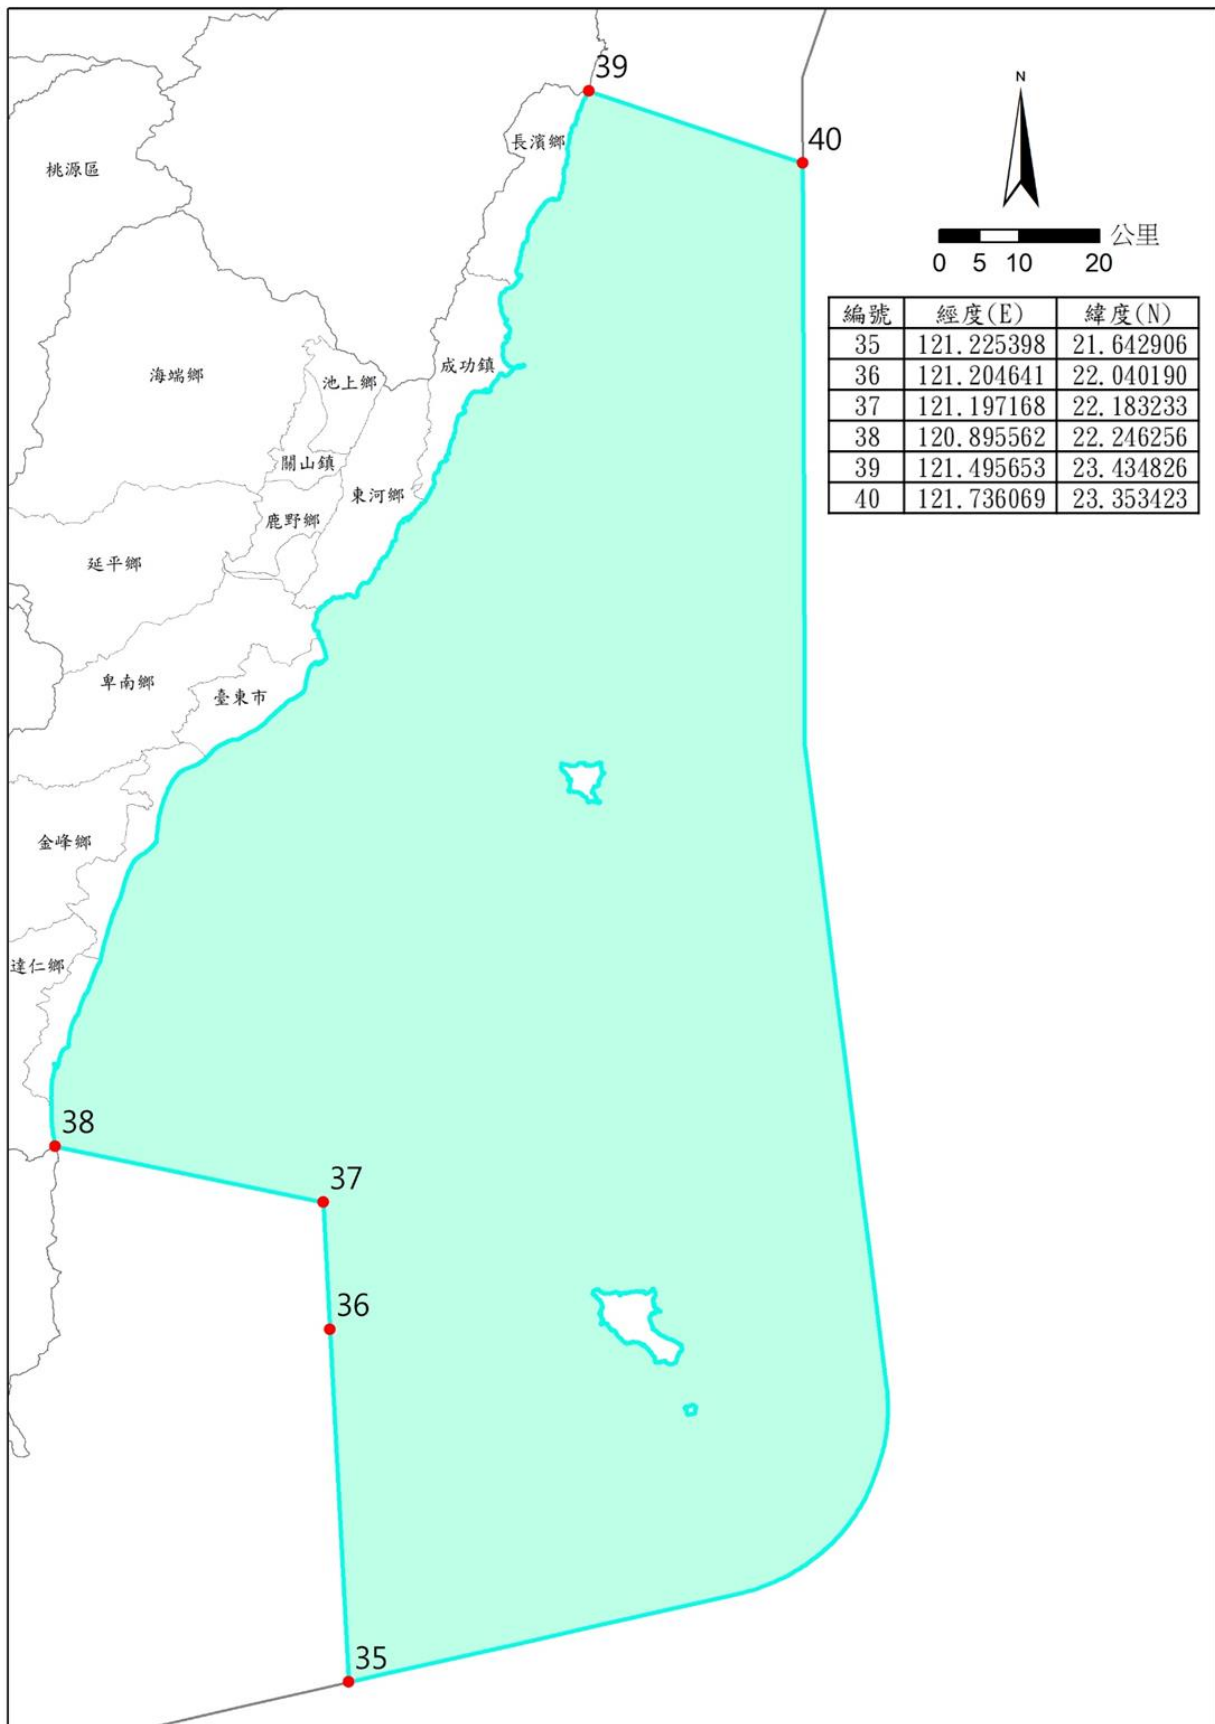 39
N
長濱鄉
40
桃源區
公里
0 5 10 20
編號 經度(E) 緯度(N)
35 121.225398 21.642906
36 121.204641 22.040190
37 121.197168 22.183233
38 120.895562 22.246256
39 121.495653 23.434826
40 121.736069 23.353423
成功鎮
海端鄉
池上鄉
關山鎮
東河鄉
鹿野鄉
延平鄉
卑南鄉
臺東市
金峰鄉
達仁鄉
38
37
36
35